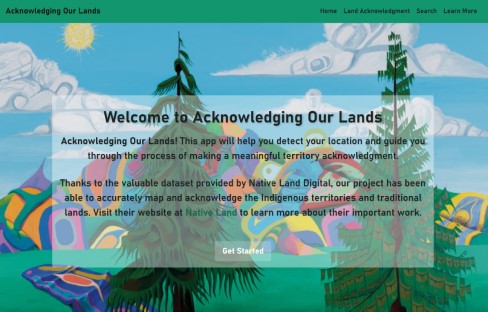 Acknowledging Our Lands
Home Land Acknowledgment Search Learn More
Welcome to Acknowledging Our Lands
Acknowledging Our Lands! This app will help you detect your location and guide you
through the process of making a meaningful territory acknowledgment.
Thanks to the valuable dataset provided by Native Land Digital, our project has been
able to accurately map and acknowledge the Indigenous territories and traditional
lands. Visit their website at Native Land to learn more about their important work.
Get Started